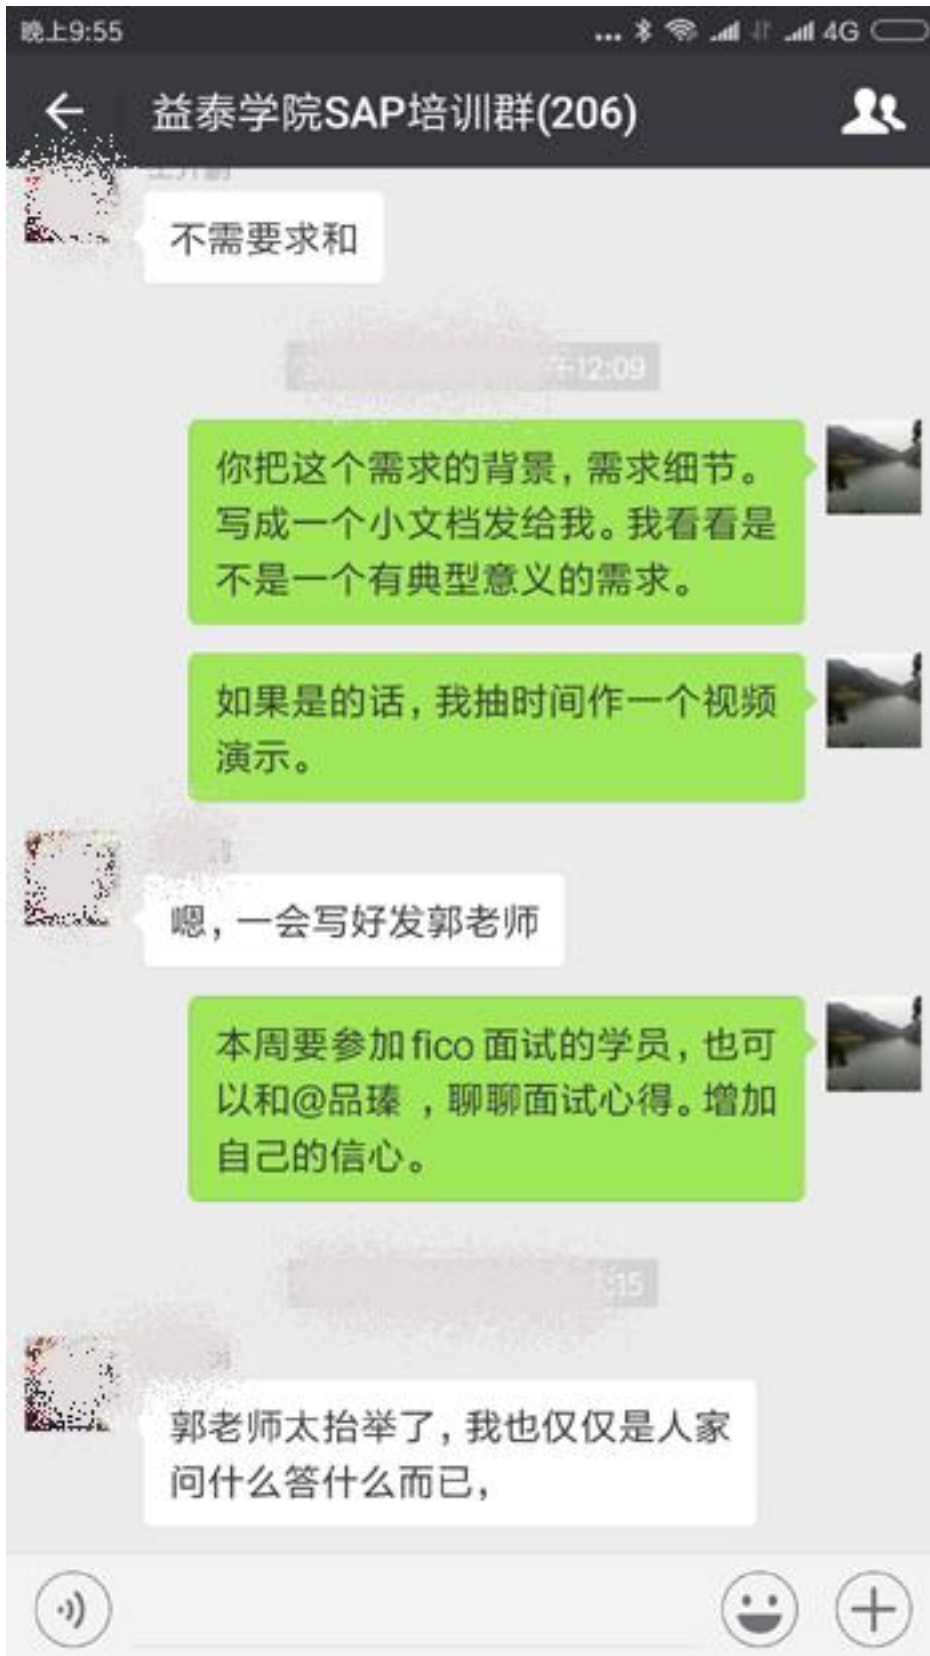 晚上9:55
... 4G
益泰学院SAP培训群(206)
不需要求和
12:09
你把这个需求的背景，需求细节。
写成一个小文档发给我。我看看是
不是一个有典型意义的需求。
如果是的话，我抽时间作一个视频
演示。
嗯，一会写好发郭老师
本周要参加fico 面试的学员，也可
以和@品瑧 ，聊聊面试心得。增加
自己的信心。
:15
郭老师太抬举了，我也仅仅是人家
问什么答什么而已，